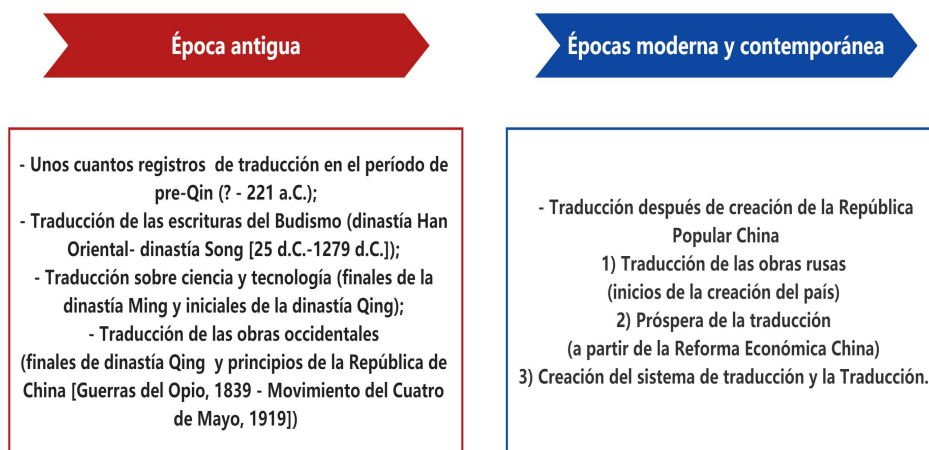 Época antigua
- Unos cuantos registros de traducción en el período de
pre-Qin (? - 221 a.C.);
- Traducción de las escrituras del Budismo (dinastía Han
Oriental- dinastía Song [25 d.C.-1279 d.C.]);
- Traducción sobre ciencia y tecnología (finales de la
dinastía Ming y iniciales de la dinastía Qing);
- Traducción de las obras occidentales
(finales de dinastía Qing y principios de la República de
China [Guerras del Opio, 1839 - Movimiento del Cuatro
de Mayo, 1919])
Épocas moderna y contemporánea
- Traducción después de creación de la República
Popular China
1) Traducción de las obras rusas
(inicios de la creación del país)
2) Próspera de la traducción
(a partir de la Reforma Económica China)
3) Creación del sistema de traducción y la Traducción.